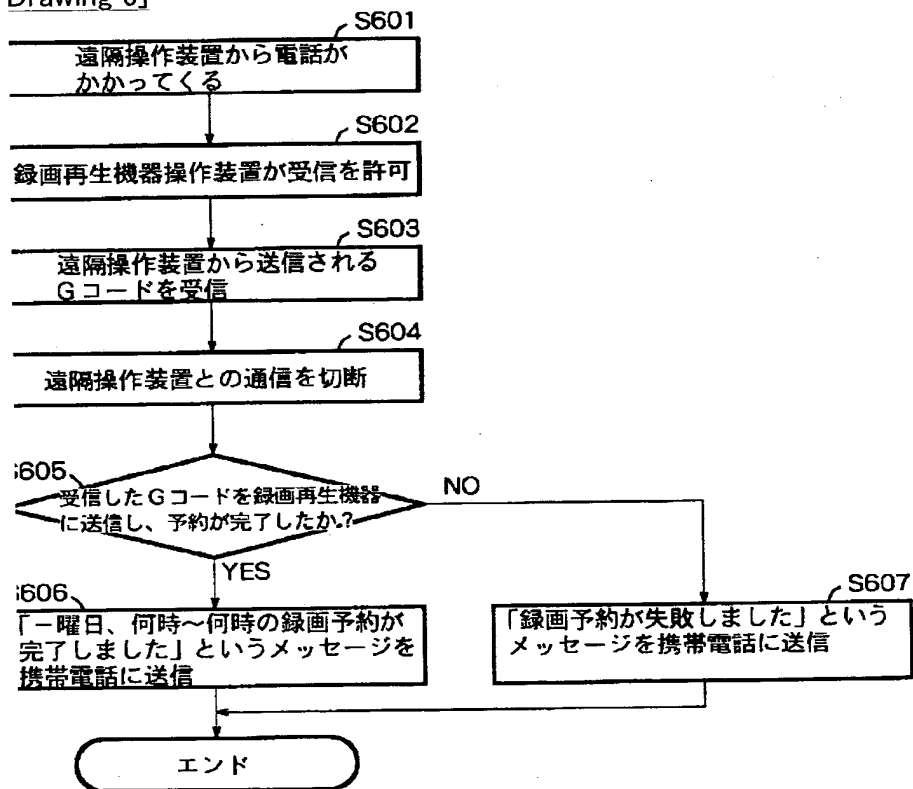 Drawing 6]
S601
遠隔操作装置から電話が
かかってくる
S602
録画再生機器操作装置が受信を許可
S603
遠隔操作装置から送信される
Gコードを受信
S604
遠隔操作装置との通信を切断
S605
受信したGコードを録画再生機器
に送信し、予約が完了したか?
NO
YES
S606
「－曜日、何時～何時の録画予約が
完了しました」というメッセージを
携帯電話に送信
S607
「録画予約が失敗しました」という
メッセージを携帯電話に送信
エンド